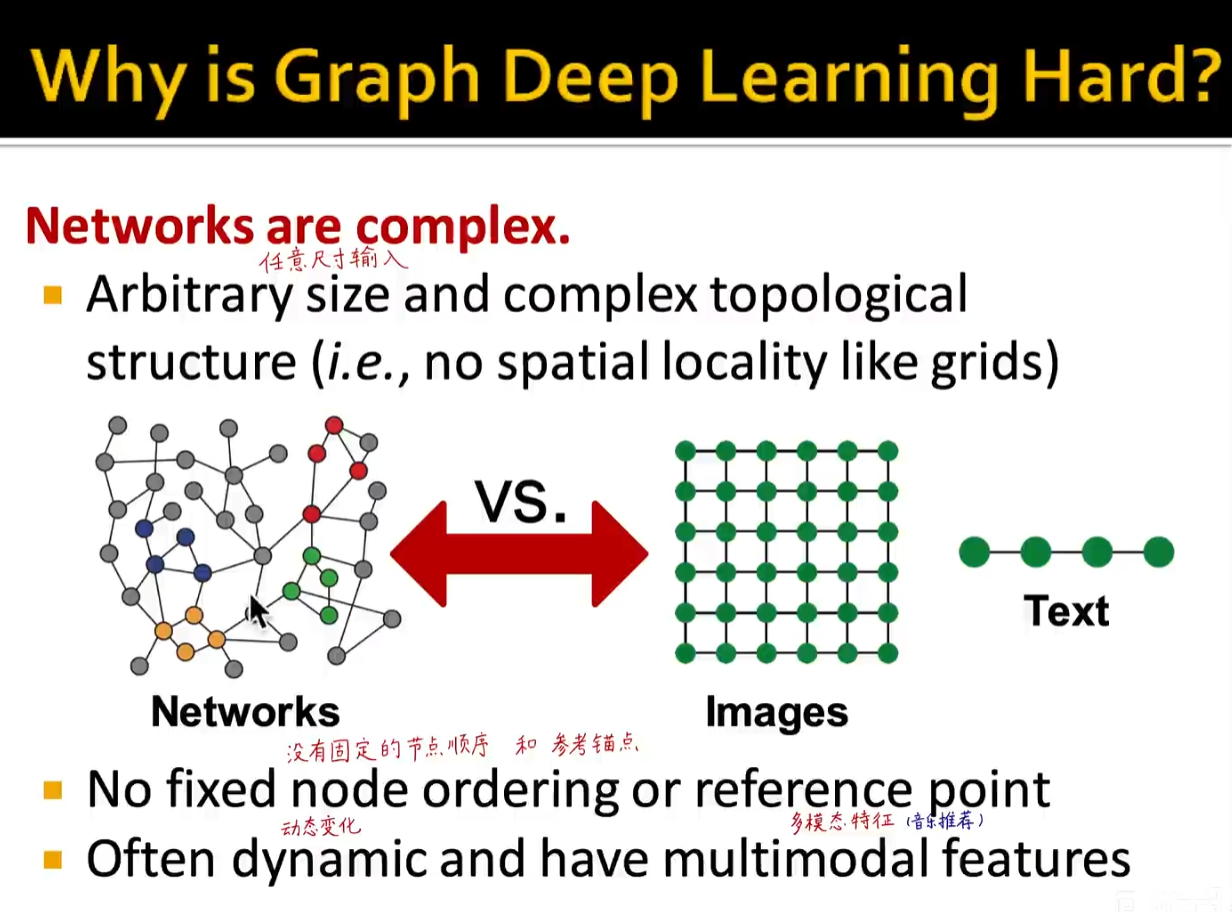 Why is Graph Deep Learning Hard?
Networks are complex.
任意尺寸输入
Arbitrary size and complex topological
structure (i.e., no spatial locality like grids)
vs.
Text
Networks
Images
没有固定的节点顺序 和 参考锚点
No fixed node ordering or reference point
动态变化
多模态特征（音乐推荐）
Often dynamic and have multimodal features